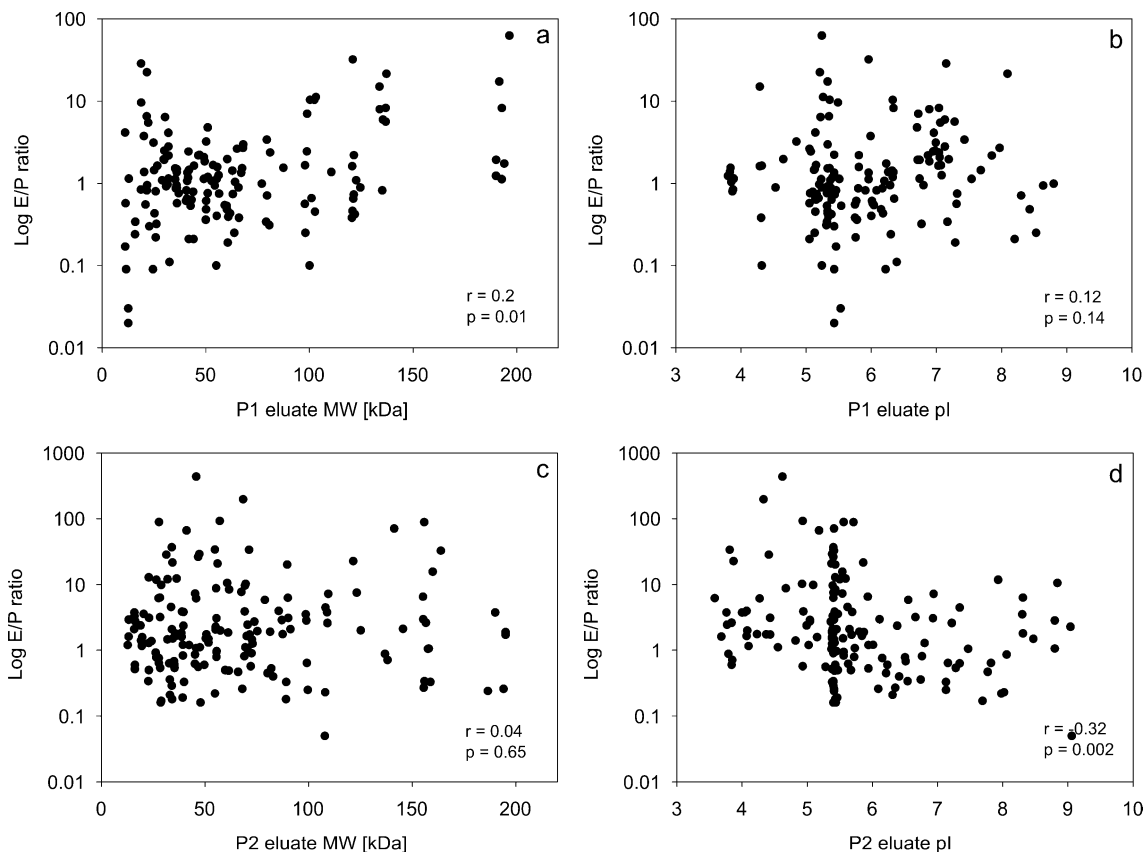 a
100
10
1
0.1
0.01
Log E/P ratio
r = 0.2
p = 0.01
0 50 100 150 200
P1 eluate MW [kDa]
b
100
10
1
0.1
0.01
Log E/P ratio
r = 0.12
p = 0.14
3 4 5 6 7 8 9 10
P1 eluate pI
c
1000
100
10
1
0.1
0.01
Log E/P ratio
r = 0.04
p = 0.65
0 50 100 150 200
P2 eluate MW [kDa]
d
1000
100
10
1
0.1
0.01
Log E/P ratio
r = -0.32
p = 0.002
3 4 5 6 7 8 9 10
P2 eluate pI